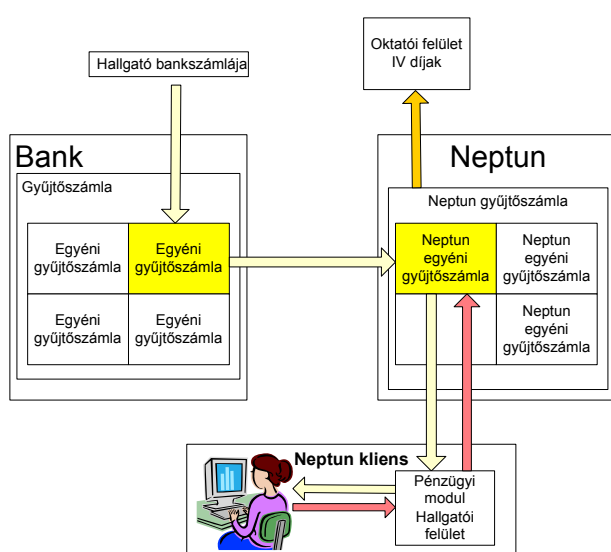 Hallgató bankszámlája
Oktatói felület
IV díjak
Bank
Gyűjtőszámla
Egyéni
gyűjtőszámla
Egyéni
gyűjtőszámla
Egyéni
gyűjtőszámla
Egyéni
gyűjtőszámla
Neptun
Neptun gyűjtőszámla
Neptun
egyéni
gyűjtőszámla
Neptun
egyéni
gyűjtőszámla
Neptun
egyéni
gyűjtőszámla
Neptun kliens
Pénzügyi
modul
Hallgatói
felület